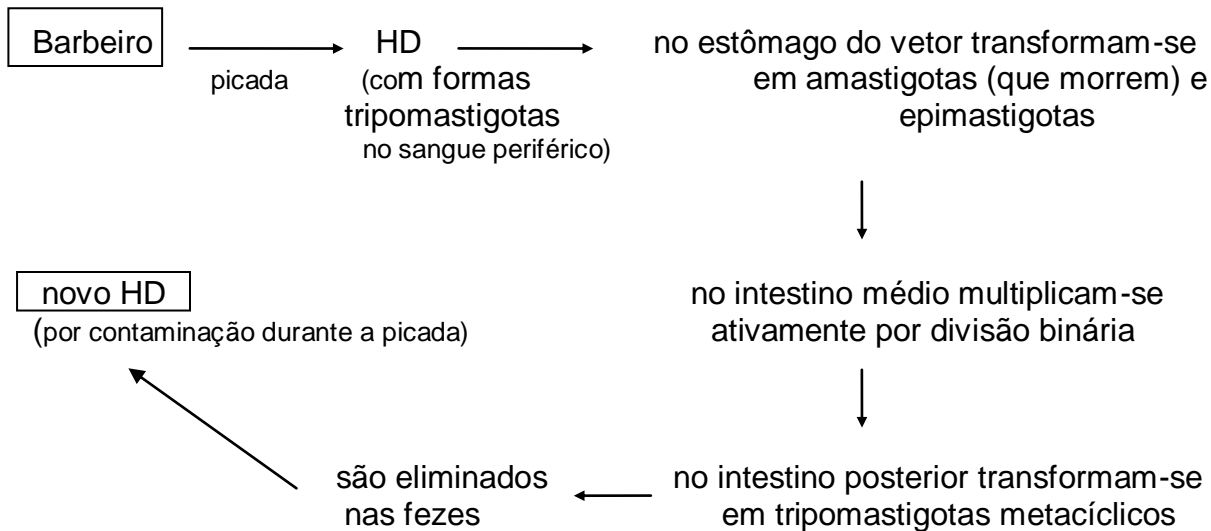 Barbeiro
picada
HD
(com formas
tripomastigotas
no sangue periférico)
no estômago do vetor transformam-se
em amastigotas (que morrem) e
epimastigotas
no intestino médio multiplicam-se
ativamente por divisão binária
no intestino posterior transformam-se
em tripomastigotas metacíclicos
são eliminados
nas fezes
novo HD
(por contaminação durante a picada)